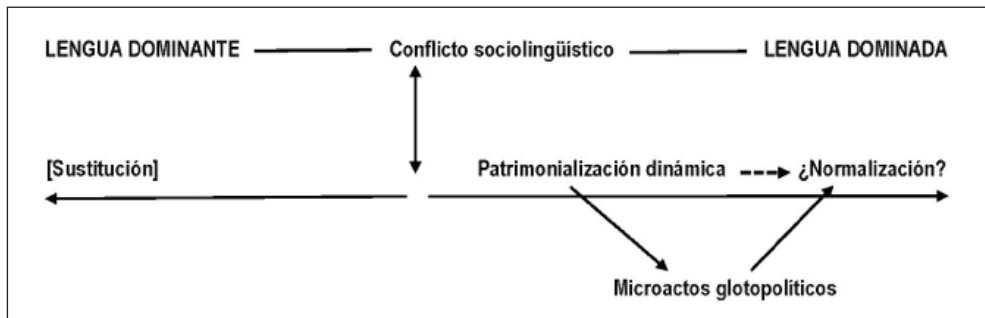 LENGUA DOMINANTE Conflicto sociolingüístico LENGUA DOMINADA
[Sustitución] Patrimonialización dinámica ¿Normalización?
Microactos glotopolíticos